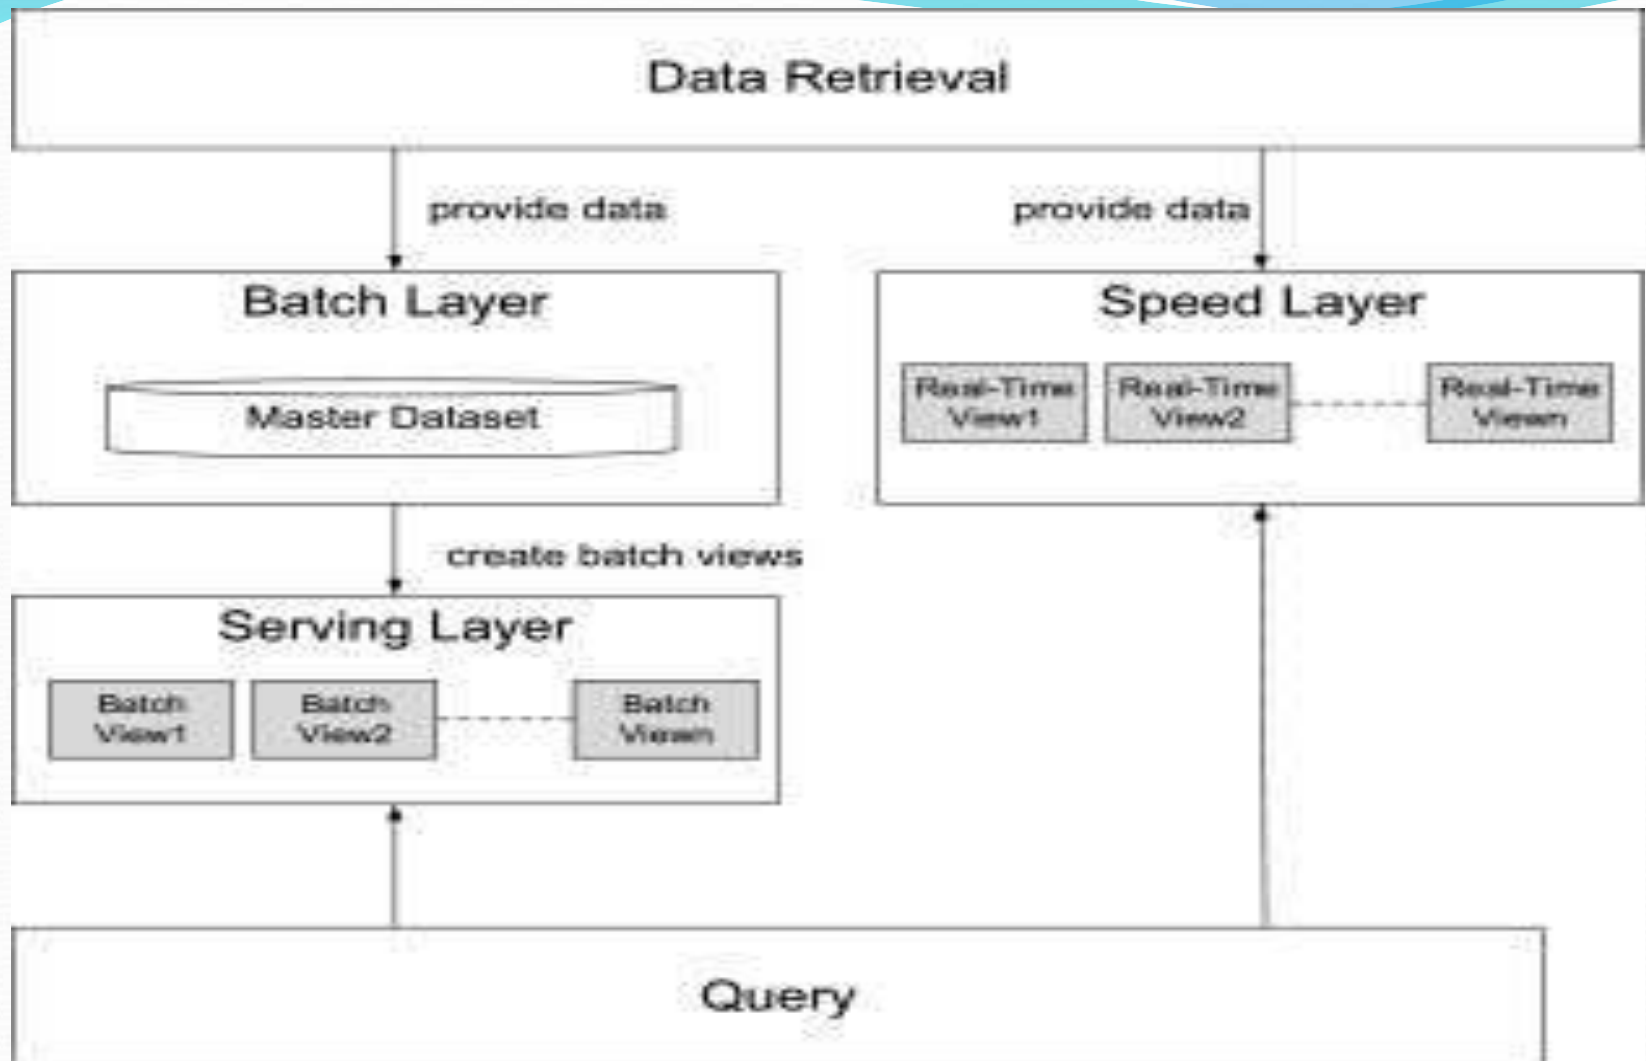 Data Retrieval
provide data
provide data
Batch Layer
Master Dataset
Speed Layer
Real-Time
View1
Real-Time
View2
Real-Time
Viewn
create batch views
Serving Layer
Batch
View1
Batch
View2
Batch
Viewn
Query